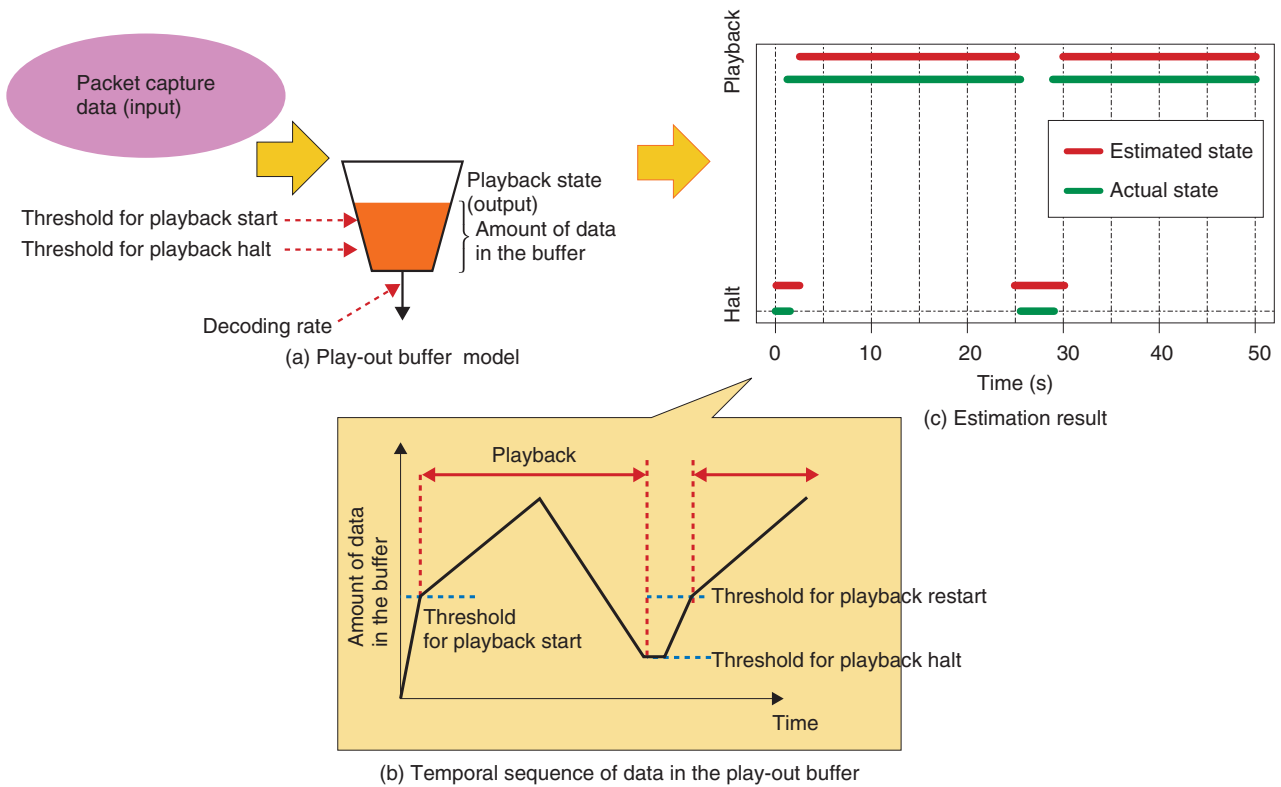 Packet capture
data (input)
Threshold for playback start
Threshold for playback halt
Playback state
(output)
Amount of data
in the buffer
Decoding rate
(a) Play-out buffer model
Playback
Halt
Estimated state
Actual state
0
10
20
30
40
50
Time (s)
(c) Estimation result
Playback
Amount of data
in the buffer
Threshold
for playback start
Threshold for playback restart
Threshold for playback halt
Time
(b) Temporal sequence of data in the play-out buffer